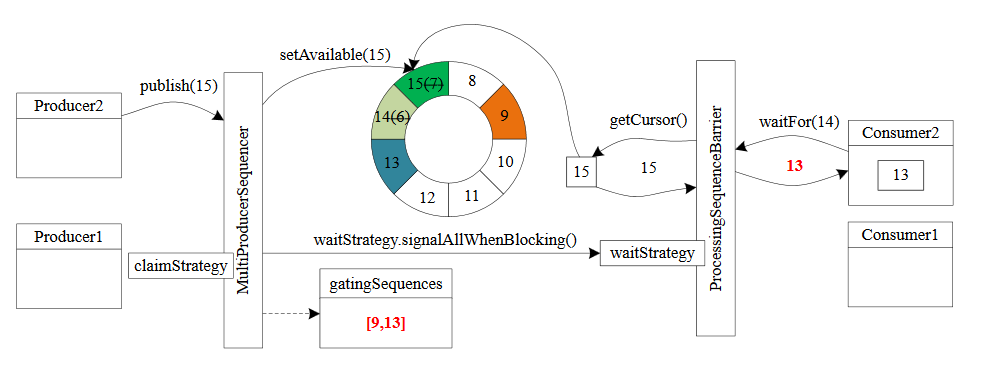 setAvailable(15)
publish(15)
Producer2
Producer1
claimStrategy
MultiProducerSequencer
15(7)
8
14(6)
9
13
10
12
11
waitStrategy.signalAllWhenBlocking()
gatingSequences
[9,13]
15
getCursor()
15
waitStrategy
ProcessingSequenceBarrier
waitFor(14)
13
Consumer2
13
Consumer1